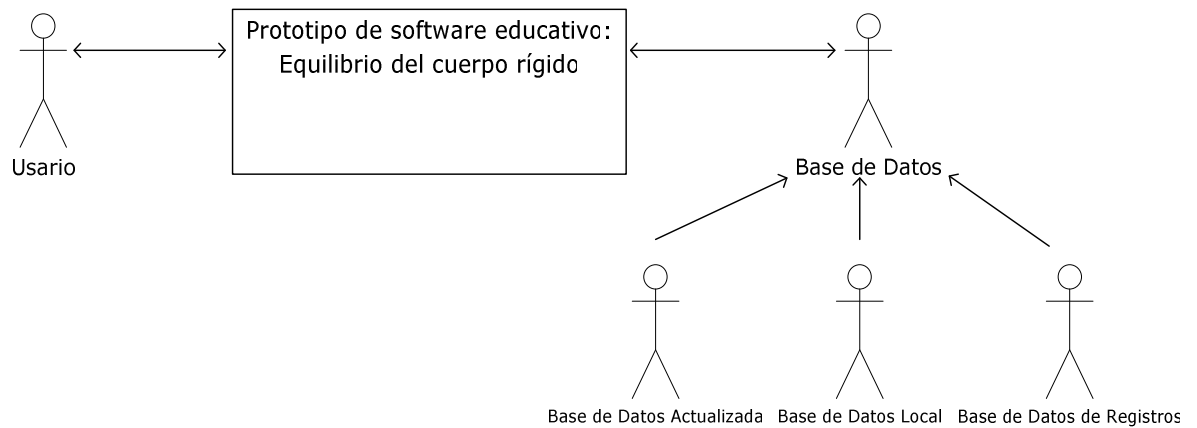 Prototipo de software educativo:
Equilibrio del cuerpo rígido
Usario
Base de Datos
Base de Datos Actualizada
Base de Datos Local
Base de Datos de Registros